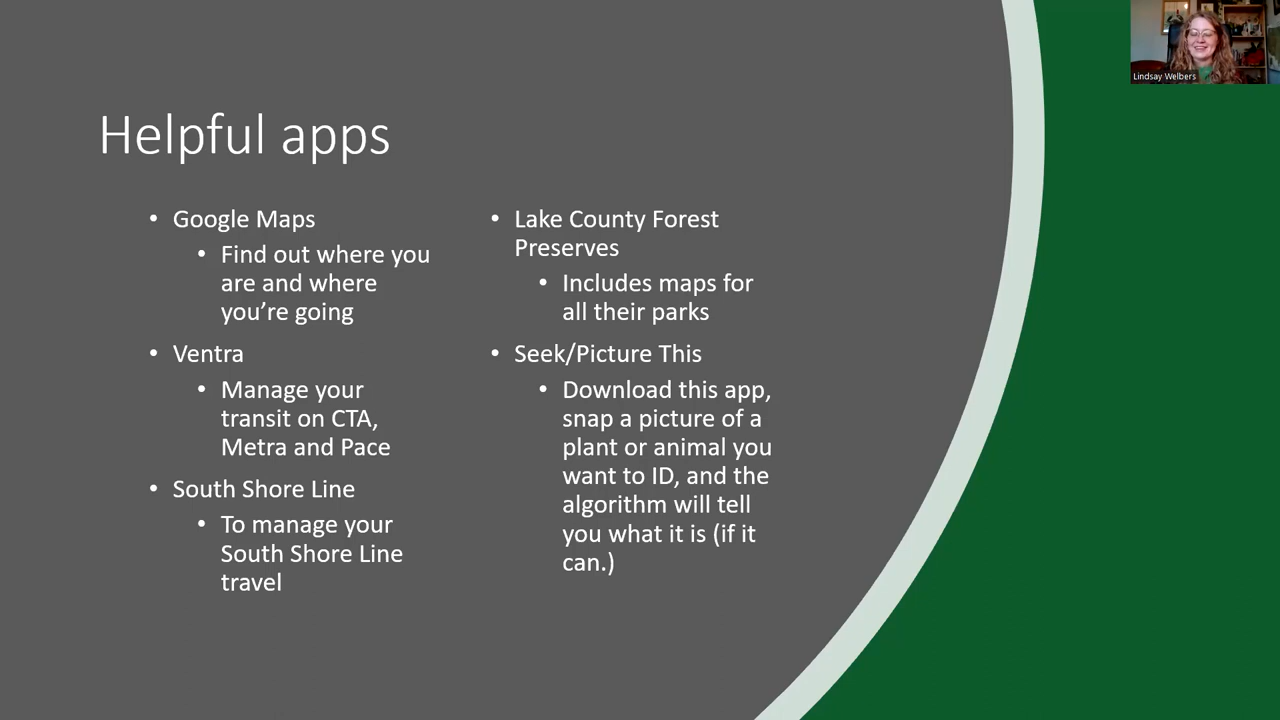 Helpful apps
• Google Maps
• Find out where you
are and where
you’re going
• Ventra
• Manage your
transit on CTA,
Metra and Pace
• South Shore Line
• To manage your
South Shore Line
travel
• Lake County Forest
Preserves
• Includes maps for
all their parks
• Seek/Picture This
• Download this app,
snap a picture of a
plant or animal you
want to ID, and the
algorithm will tell
you what it is (if it
can.)
Lindsay Welbers